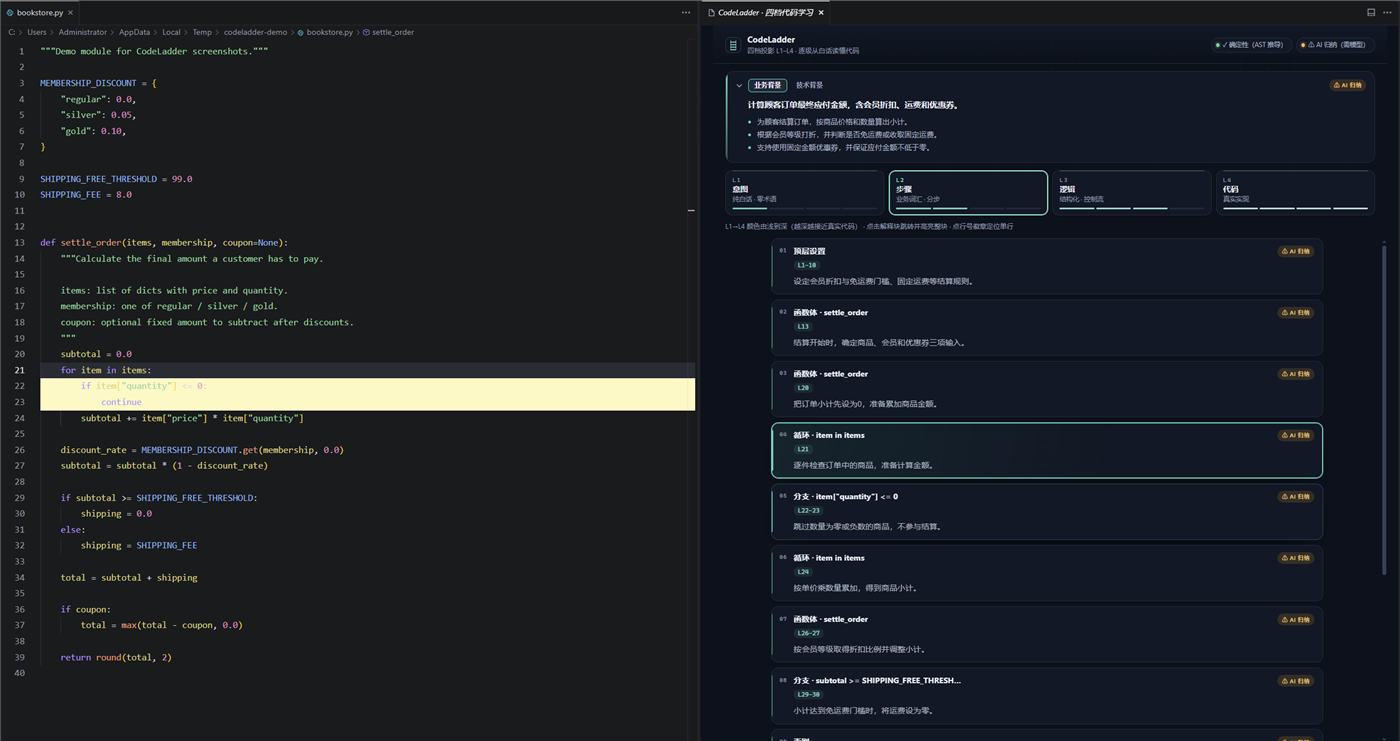 bookstore.py ×
C: > Users > Administrator > AppData > Local > Temp > codeladder-demo > bookstore.py > settle_order
1 """Demo module for CodeLadder screenshots."""
2
3 MEMBERSHIP_DISCOUNT = {
4 "regular": 0.0,
5 "silver": 0.05,
6 "gold": 0.10,
7 }
8
9 SHIPPING_FREE_THRESHOLD = 99.0
10 SHIPPING_FEE = 8.0
11
12
13 def settle_order(items, membership, coupon=None):
14 """Calculate the final amount a customer has to pay.
15
16 items: list of dicts with price and quantity.
17 membership: one of regular / silver / gold.
18 coupon: optional fixed amount to subtract after discounts.
19 """
20 subtotal = 0.0
21 for item in items:
22 if item["quantity"] <= 0:
23 continue
24 subtotal += item["price"] * item["quantity"]
25
26 discount_rate = MEMBERSHIP_DISCOUNT.get(membership, 0.0)
27 subtotal = subtotal * (1 - discount_rate)
28
29 if subtotal >= SHIPPING_FREE_THRESHOLD:
30 shipping = 0.0
31 else:
32 shipping = SHIPPING_FEE
33
34 total = subtotal + shipping
35
36 if coupon:
37 total = max(total - coupon, 0.0)
38
39 return round(total, 2)
40
CodeLadder · 四档代码学习 ×
CodeLadder
四档投影 L1–L4 · 逐级从白话读懂代码
✓ 确定性（AST 推导）
⚠ AI 归纳（需模型）
业务背景 技术背景
⚠ AI 归纳
计算顾客订单最终应付金额，含会员折扣、运费和优惠券。
• 为顾客结算订单，按商品价格和数量算出小计。
• 根据会员等级打折，并判断是否免运费或收取固定运费。
• 支持使用固定金额优惠券，并保证应付金额不低于零。
L1
意图
纯白话 · 零术语
L2
步骤
业务词汇 · 分步
L3
逻辑
结构化 · 控制流
L4
代码
真实实现
L1→L4 颜色由浅到深（越深越接近真实代码） · 点击解释块跳转并高亮整块 · 点行号徽章定位单行
01 顶层设置 ⚠ AI 归纳
L1–10
设定会员折扣与免运费门槛、固定运费等结算规则。
02 函数体 · settle_order ⚠ AI 归纳
L13
结算开始时，确定商品、会员和优惠券三项输入。
03 函数体 · settle_order ⚠ AI 归纳
L20
把订单小计先设为0，准备累加商品金额。
04 循环 · item in items ⚠ AI 归纳
L21
逐件检查订单中的商品，准备计算金额。
05 分支 · item["quantity"] <= 0 ⚠ AI 归纳
L22–23
跳过数量为零或负数的商品，不参与结算。
06 循环 · item in items ⚠ AI 归纳
L24
按单价乘数量累加，得到商品小计。
07 函数体 · settle_order ⚠ AI 归纳
L26–27
按会员等级取得折扣比例并调整小计。
08 分支 · subtotal >= SHIPPING_FREE_THRESH... ⚠ AI 归纳
L29–30
小计达到免运费门槛时，将运费设为零。